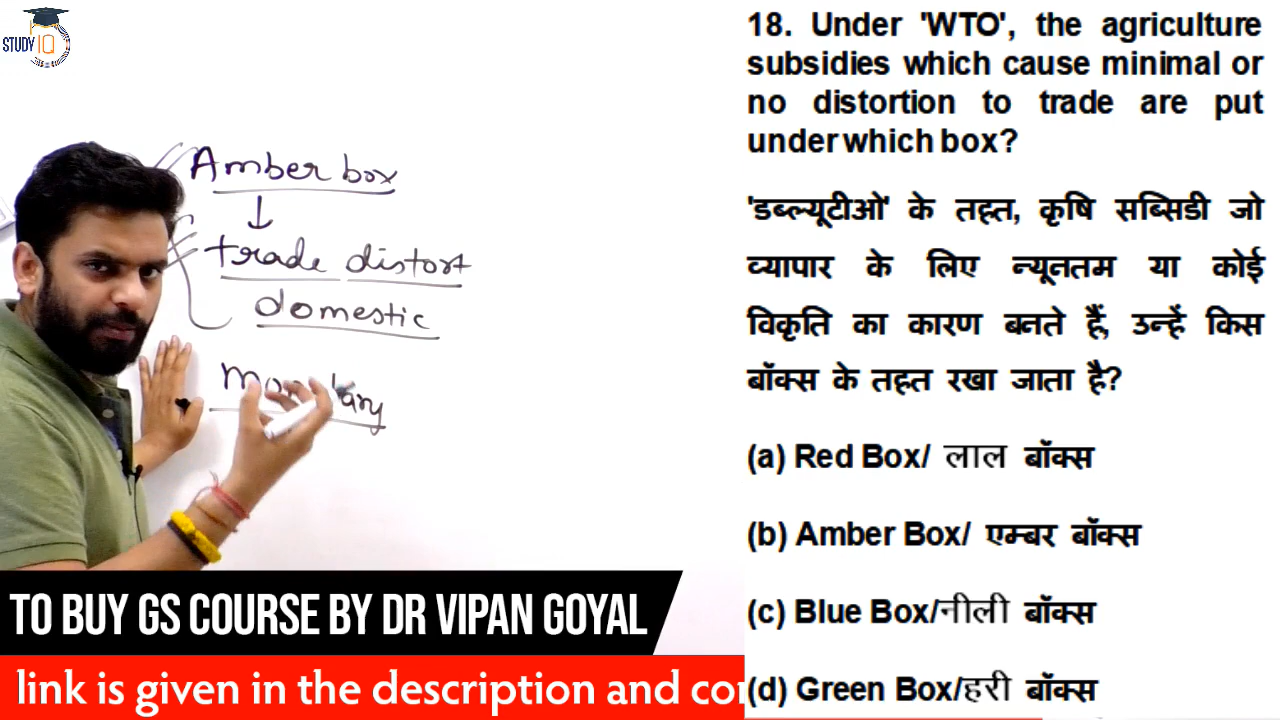 STUDY IQ
Amber box
trade distort
domestic
18. Under 'WTO', the agriculture
subsidies which cause minimal or
no distortion to trade are put
under which box?
'डब्ल्यूटीओ' के तहत, कृषि सब्सिडी जो
व्यापार के लिए न्यूनतम या कोई
विकृति का कारण बनते हैं, उन्हें किस
बॉक्स के तहत रखा जाता है?
(a) Red Box/ लाल बॉक्स
(b) Amber Box/ एम्बर बॉक्स
(c) Blue Box/नीली बॉक्स
(d) Green Box/हरी बॉक्स
TO BUY GS COURSE BY DR VIPAN GOYAL
link is given in the description and